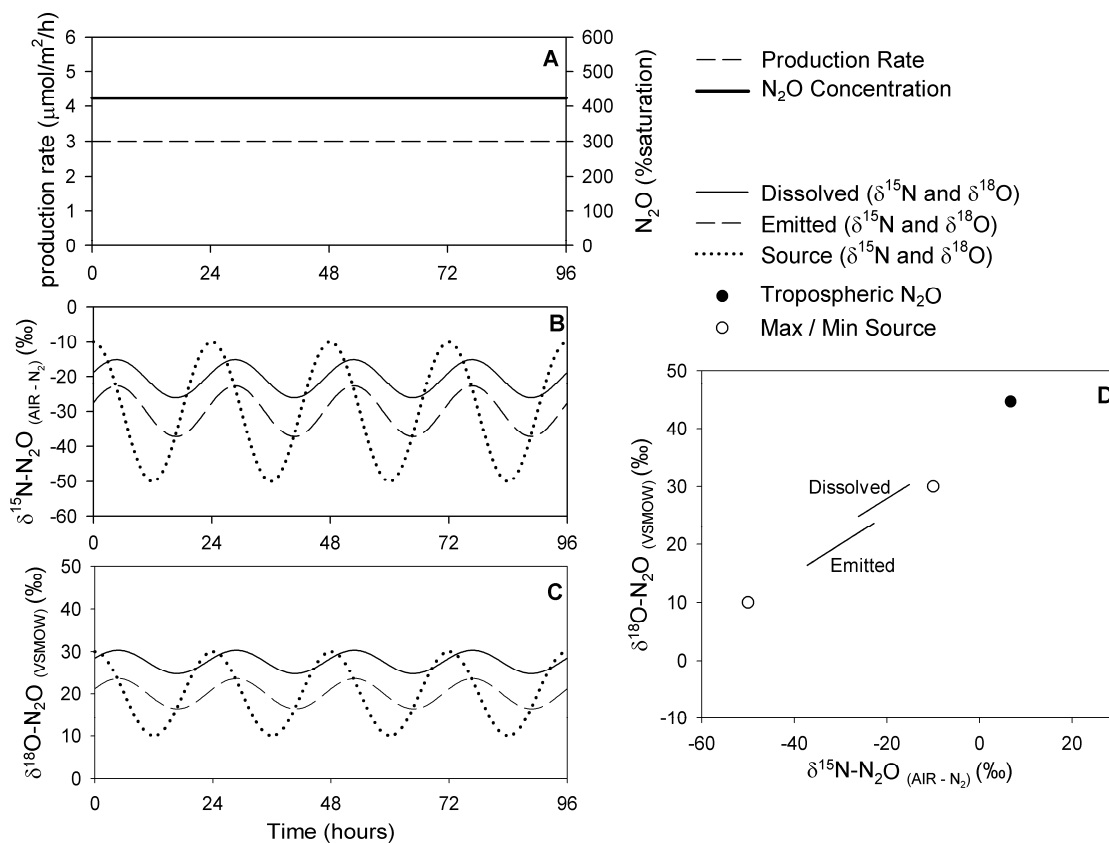 A
production rate (μmol/m²/h)
6
5
4
3
2
1
0
N₂O (%saturation)
600
500
400
300
200
100
0
0 24 48 72 96
Production Rate
N₂O Concentration
Dissolved (δ¹⁵N and δ¹⁸O)
Emitted (δ¹⁵N and δ¹⁸O)
Source (δ¹⁵N and δ¹⁸O)
Tropospheric N₂O
Max / Min Source
B
δ¹⁵N-N₂O (AIR - N₂) (‰)
0
-10
-20
-30
-40
-50
-60
0 24 48 72 96
C
δ¹⁸O-N₂O (VSMOW) (‰)
50
40
30
20
10
0
0 24 48 72 96
Time (hours)
D
δ¹⁸O-N₂O (VSMOW) (‰)
50
40
30
20
10
0
-10
Dissolved
Emitted
-60 -40 -20 0 20
δ¹⁵N-N₂O (AIR - N₂) (‰)